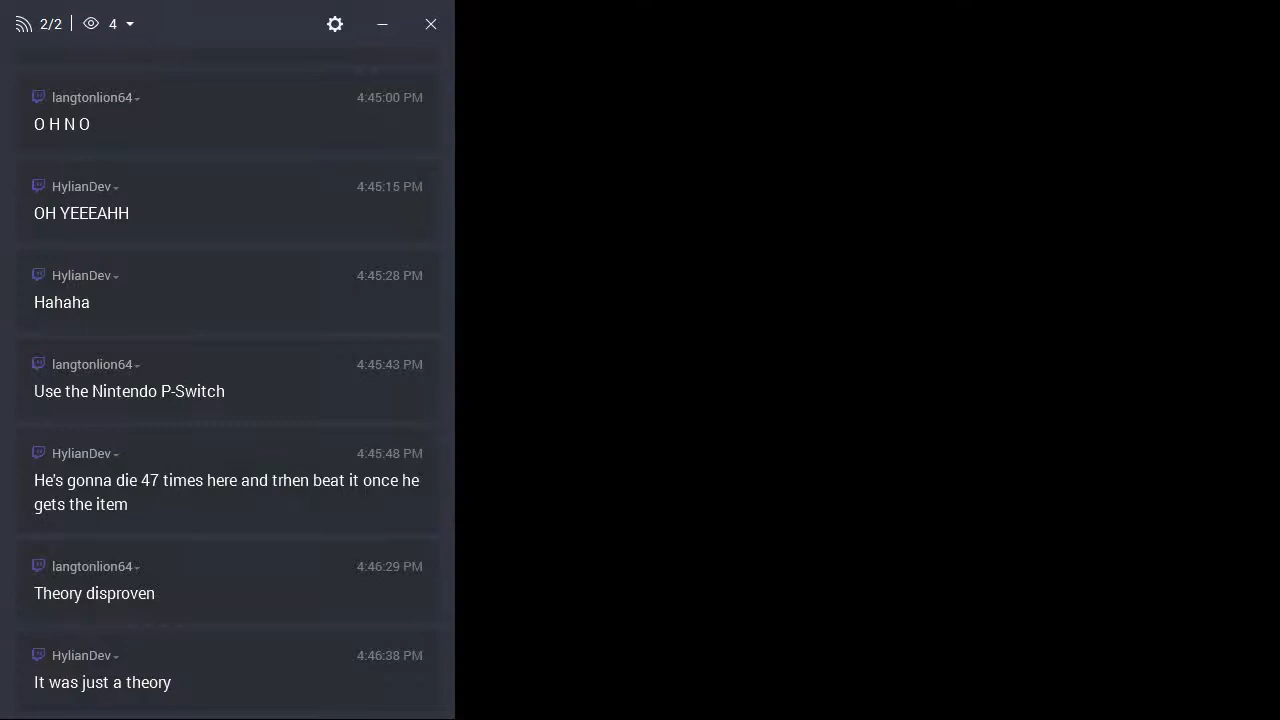 2/2 4
langtonlion64 4:45:00 PM
O H N O
HylianDev 4:45:15 PM
OH YEEEAHH
HylianDev 4:45:28 PM
Hahaha
langtonlion64 4:45:43 PM
Use the Nintendo P-Switch
HylianDev 4:45:48 PM
He's gonna die 47 times here and trhen beat it once he
gets the item
langtonlion64 4:46:29 PM
Theory disproven
HylianDev 4:46:38 PM
It was just a theory